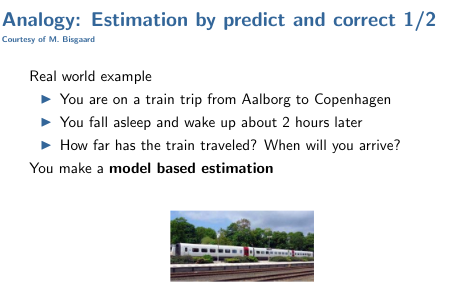 Analogy: Estimation by predict and correct 1/2
Courtesy of M. Bisgaard
Real world example
▶ You are on a train trip from Aalborg to Copenhagen
▶ You fall asleep and wake up about 2 hours later
▶ How far has the train traveled? When will you arrive?
You make a model based estimation